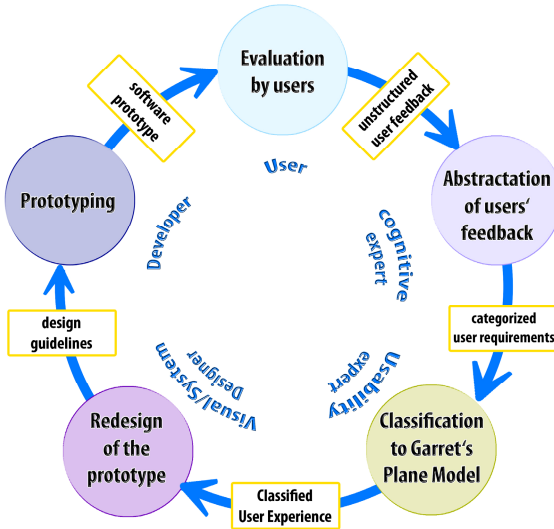 Evaluation
by users
software
prototype
unstructured
user feedback
User
Prototyping
Abstractation
of users‘
feedback
Developer
cognitive
expert
design
guidelines
categorized
user requirements
Visual/System
Designer
Usability
expert
Redesign
of the
prototype
Classification
to Garret‘s
Plane Model
Classified
User Experience